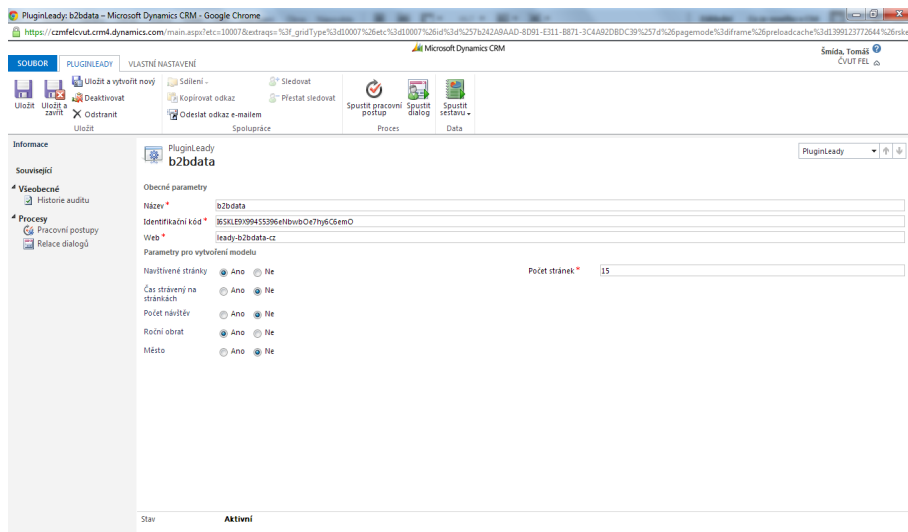 PluginLeady: b2bdata – Microsoft Dynamics CRM - Google Chrome
https://czmfelcvut.crm4.dynamics.com/main.aspx?etc=10007&extraqs=%3f_gridType%3d10007%26etc%3d10007%26id%3d%257b242A9AAD-8D91-E311-B871-3C4A92DBDC39%257d%26pagemode%3diframe%26preloadcache%3d1399123772644%26rske
Microsoft Dynamics CRM
Šmída, Tomáš
ČVUT FEL
SOUBOR PLUGINLEADY VLASTNÍ NASTAVENÍ
Uložit
Uložit a zavřít
Uložit a vytvořit nový
Deaktivovat
Odstranit
Uložit
Sdílení
Kopírovat odkaz
Odeslat odkaz e-mailem
Sledovat
Přestat sledovat
Spolupráce
Spustit pracovní postup
Spustit dialog
Proces
Spustit sestavu
Data
Informace
Související
Všeobecné
Historie auditu
Procesy
Pracovní postupy
Relace dialogů
PluginLeady
b2bdata
PluginLeady
Obecné parametry
Název * b2bdata
Identifikační kód * I6SKLE9X99455396eNbwbOe7hy6C6emO
Web * leady-b2bdata-cz
Parametry pro vytvoření modelu
Navštívené stránky Ano Ne Počet stránek * 15
Čas strávený na stránkách Ano Ne
Počet návštěv Ano Ne
Roční obrat Ano Ne
Město Ano Ne
Stav Aktivní